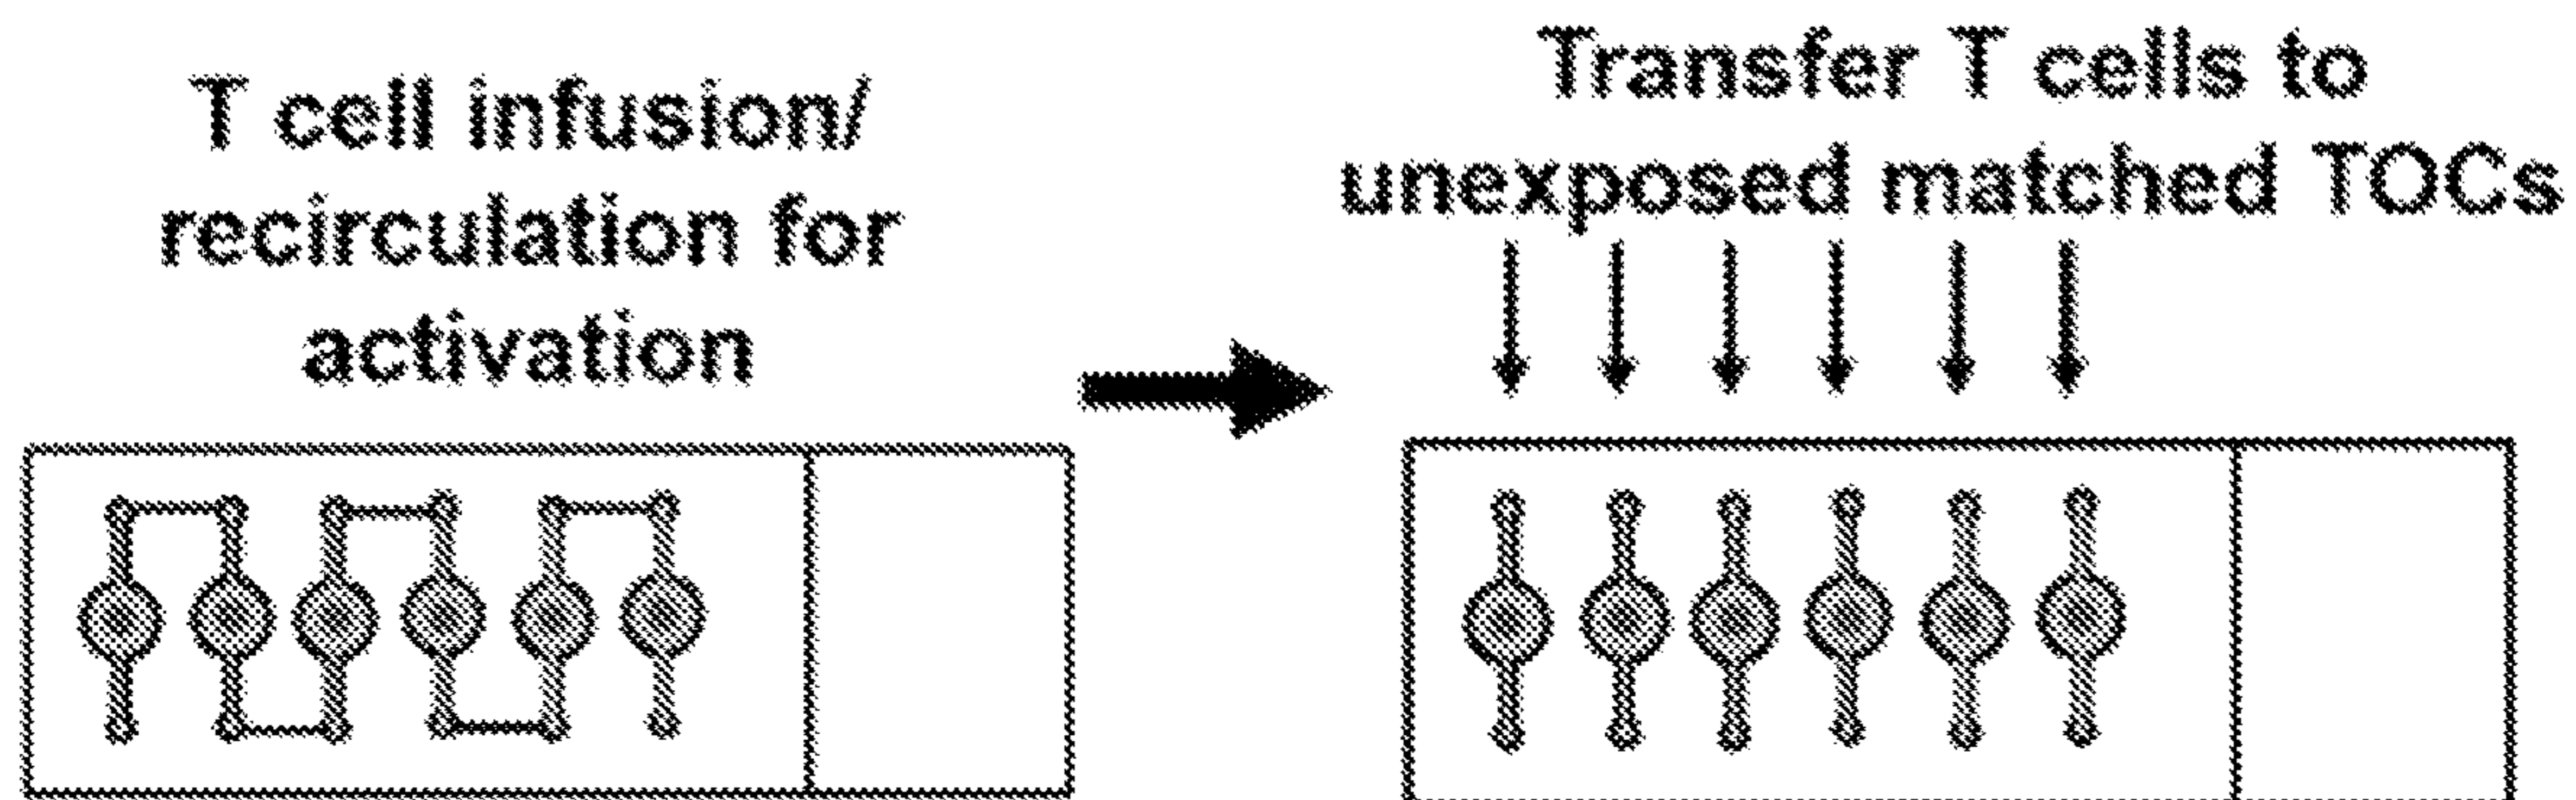 T cell infusion/
recirculation for
activation
Transfer T cells to
unexposed matched TOCs